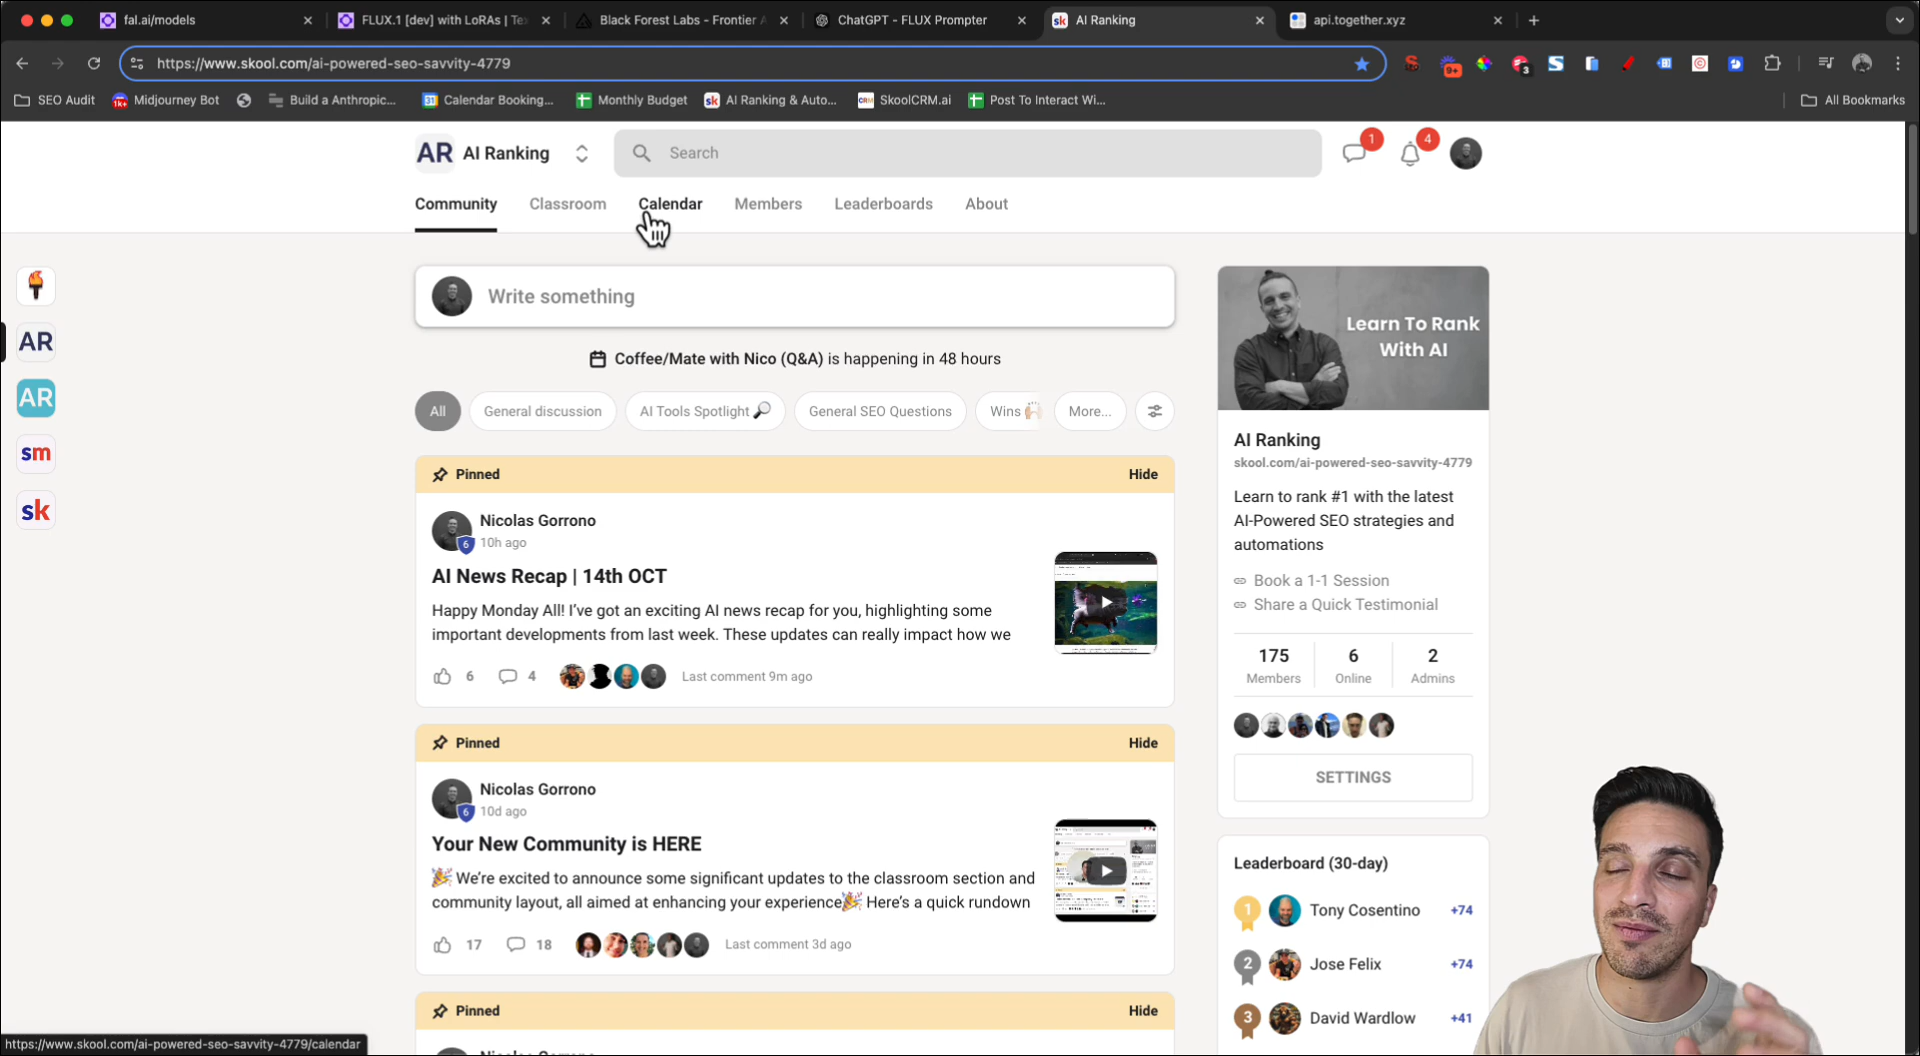 fal.ai/models
FLUX.1 [dev] with LoRAs | Tex
Black Forest Labs - Frontier A
ChatGPT - FLUX Prompter
sk AI Ranking
api.together.xyz
https://www.skool.com/ai-powered-seo-savvity-4779
9+
3
SEO Audit
1K+ Midjourney Bot
Build a Anthropic...
31 Calendar Booking...
Monthly Budget
sk AI Ranking & Auto...
CRM SkoolCRM.ai
Post To Interact Wi...
All Bookmarks
AR AI Ranking
Search
1
4
Community
Classroom
Calendar
Members
Leaderboards
About
AR
AR
sm
sk
Write something
Coffee/Mate with Nico (Q&A) is happening in 48 hours
All
General discussion
AI Tools Spotlight 🔎
General SEO Questions
Wins 🙌🏻
More...
Pinned
Hide
Nicolas Gorrono
6
10h ago
AI News Recap | 14th OCT
Happy Monday All! I've got an exciting AI news recap for you, highlighting some
important developments from last week. These updates can really impact how we
6
4
Last comment 9m ago
Pinned
Hide
Nicolas Gorrono
6
10d ago
Your New Community is HERE
🎉 We're excited to announce some significant updates to the classroom section and
community layout, all aimed at enhancing your experience🎉 Here's a quick rundown
17
18
Last comment 3d ago
Pinned
Hide
Learn To Rank
With AI
AI Ranking
skool.com/ai-powered-seo-savvity-4779
Learn to rank #1 with the latest
AI-Powered SEO strategies and
automations
Book a 1-1 Session
Share a Quick Testimonial
175
Members
6
Online
2
Admins
SETTINGS
Leaderboard (30-day)
1 Tony Cosentino +74
2 Jose Felix +74
3 David Wardlow +41
https://www.skool.com/ai-powered-seo-savvity-4779/calendar